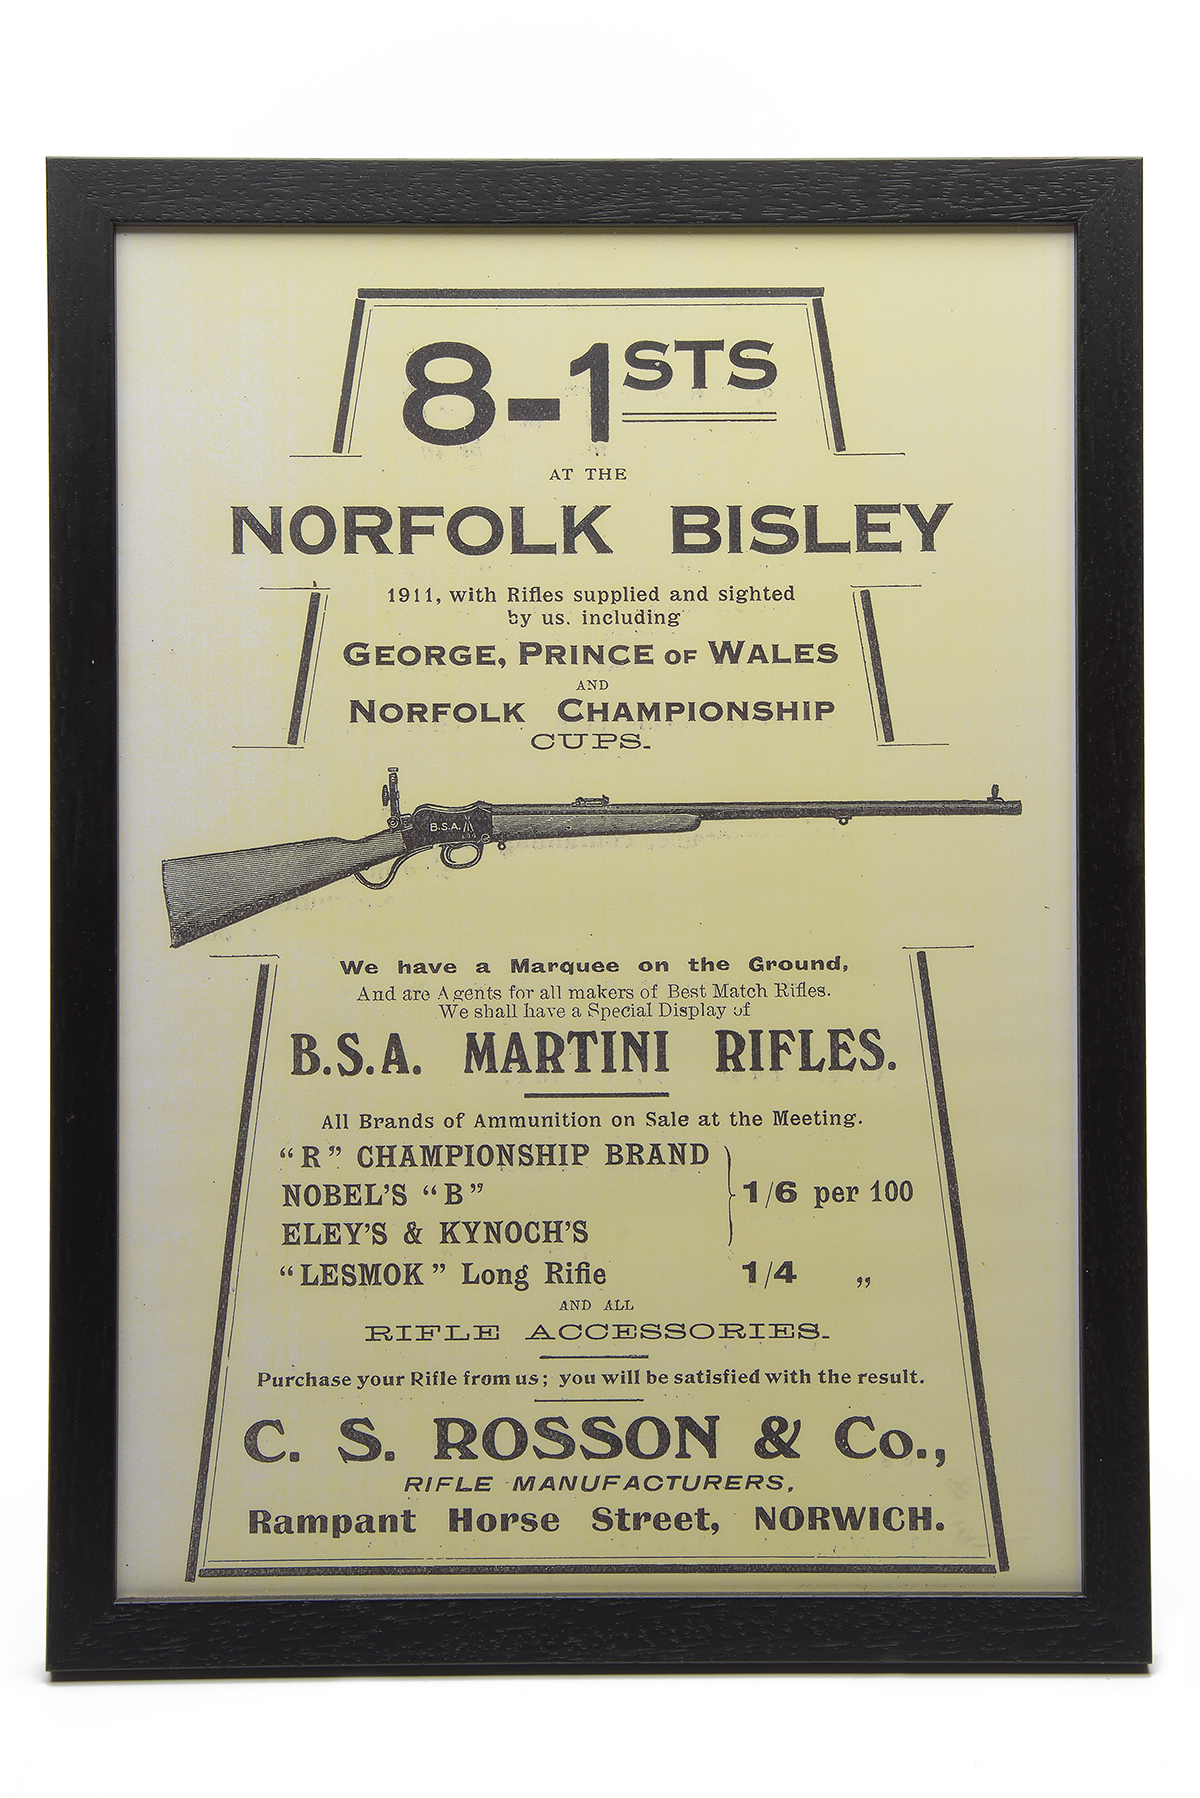 8-1STS
AT THE
NORFOLK BISLEY
1911, with Rifles supplied and sighted
by us. including
GEORGE, PRINCE OF WALES
AND
NORFOLK CHAMPIONSHIP
CUPS.
B.S.A.
We have a Marquee on the Ground,
And are Agents for all makers of Best Match Rifles.
We shall have a Special Display of
B.S.A. MARTINI RIFLES.
All Brands of Ammunition on Sale at the Meeting.
"R" CHAMPIONSHIP BRAND
NOBEL'S "B"
1/6 per 100
ELEY'S & KYNOCH'S
"LESMOK" Long Rifle 1/4 „
AND ALL
RIFLE ACCESSORIES.
Purchase your Rifle from us; you will be satisfied with the result.
C. S. ROSSON & Co.,
RIFLE MANUFACTURERS,
Rampant Horse Street, NORWICH.